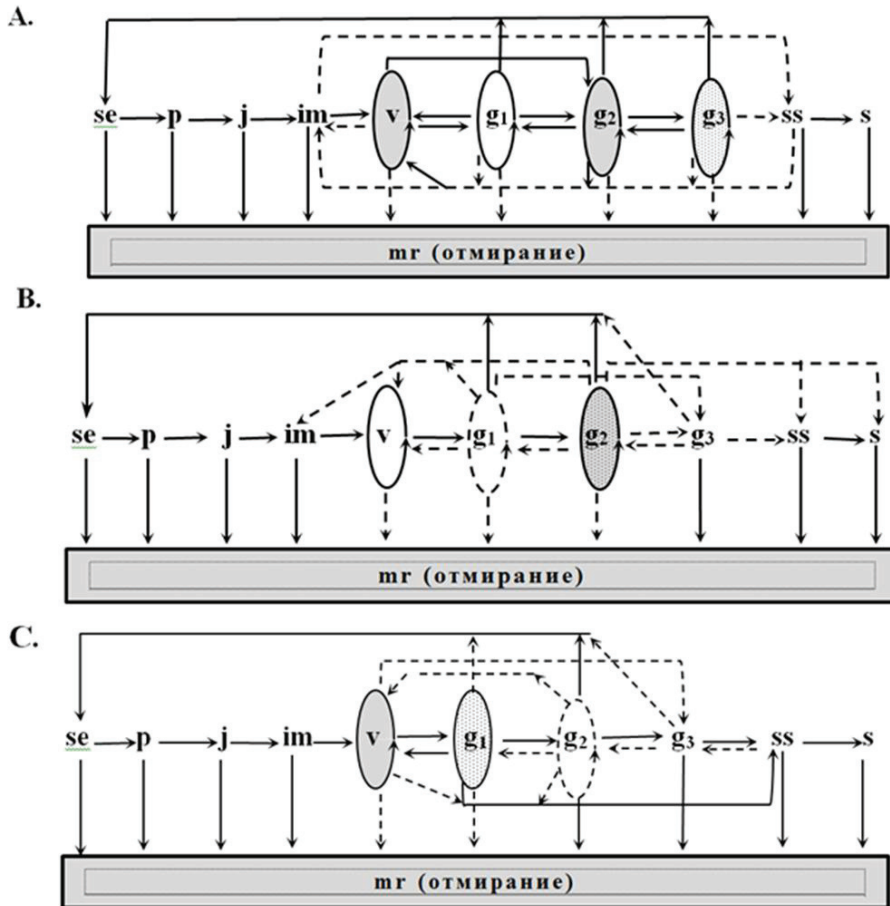 A.
se p j im v g₁ g₂ g₃ ss s
mr (отмирание)
B.
se p j im v g₁ g₂ g₃ ss s
mr (отмирание)
C.
se p j im v g₁ g₂ g₃ ss s
mr (отмирание)